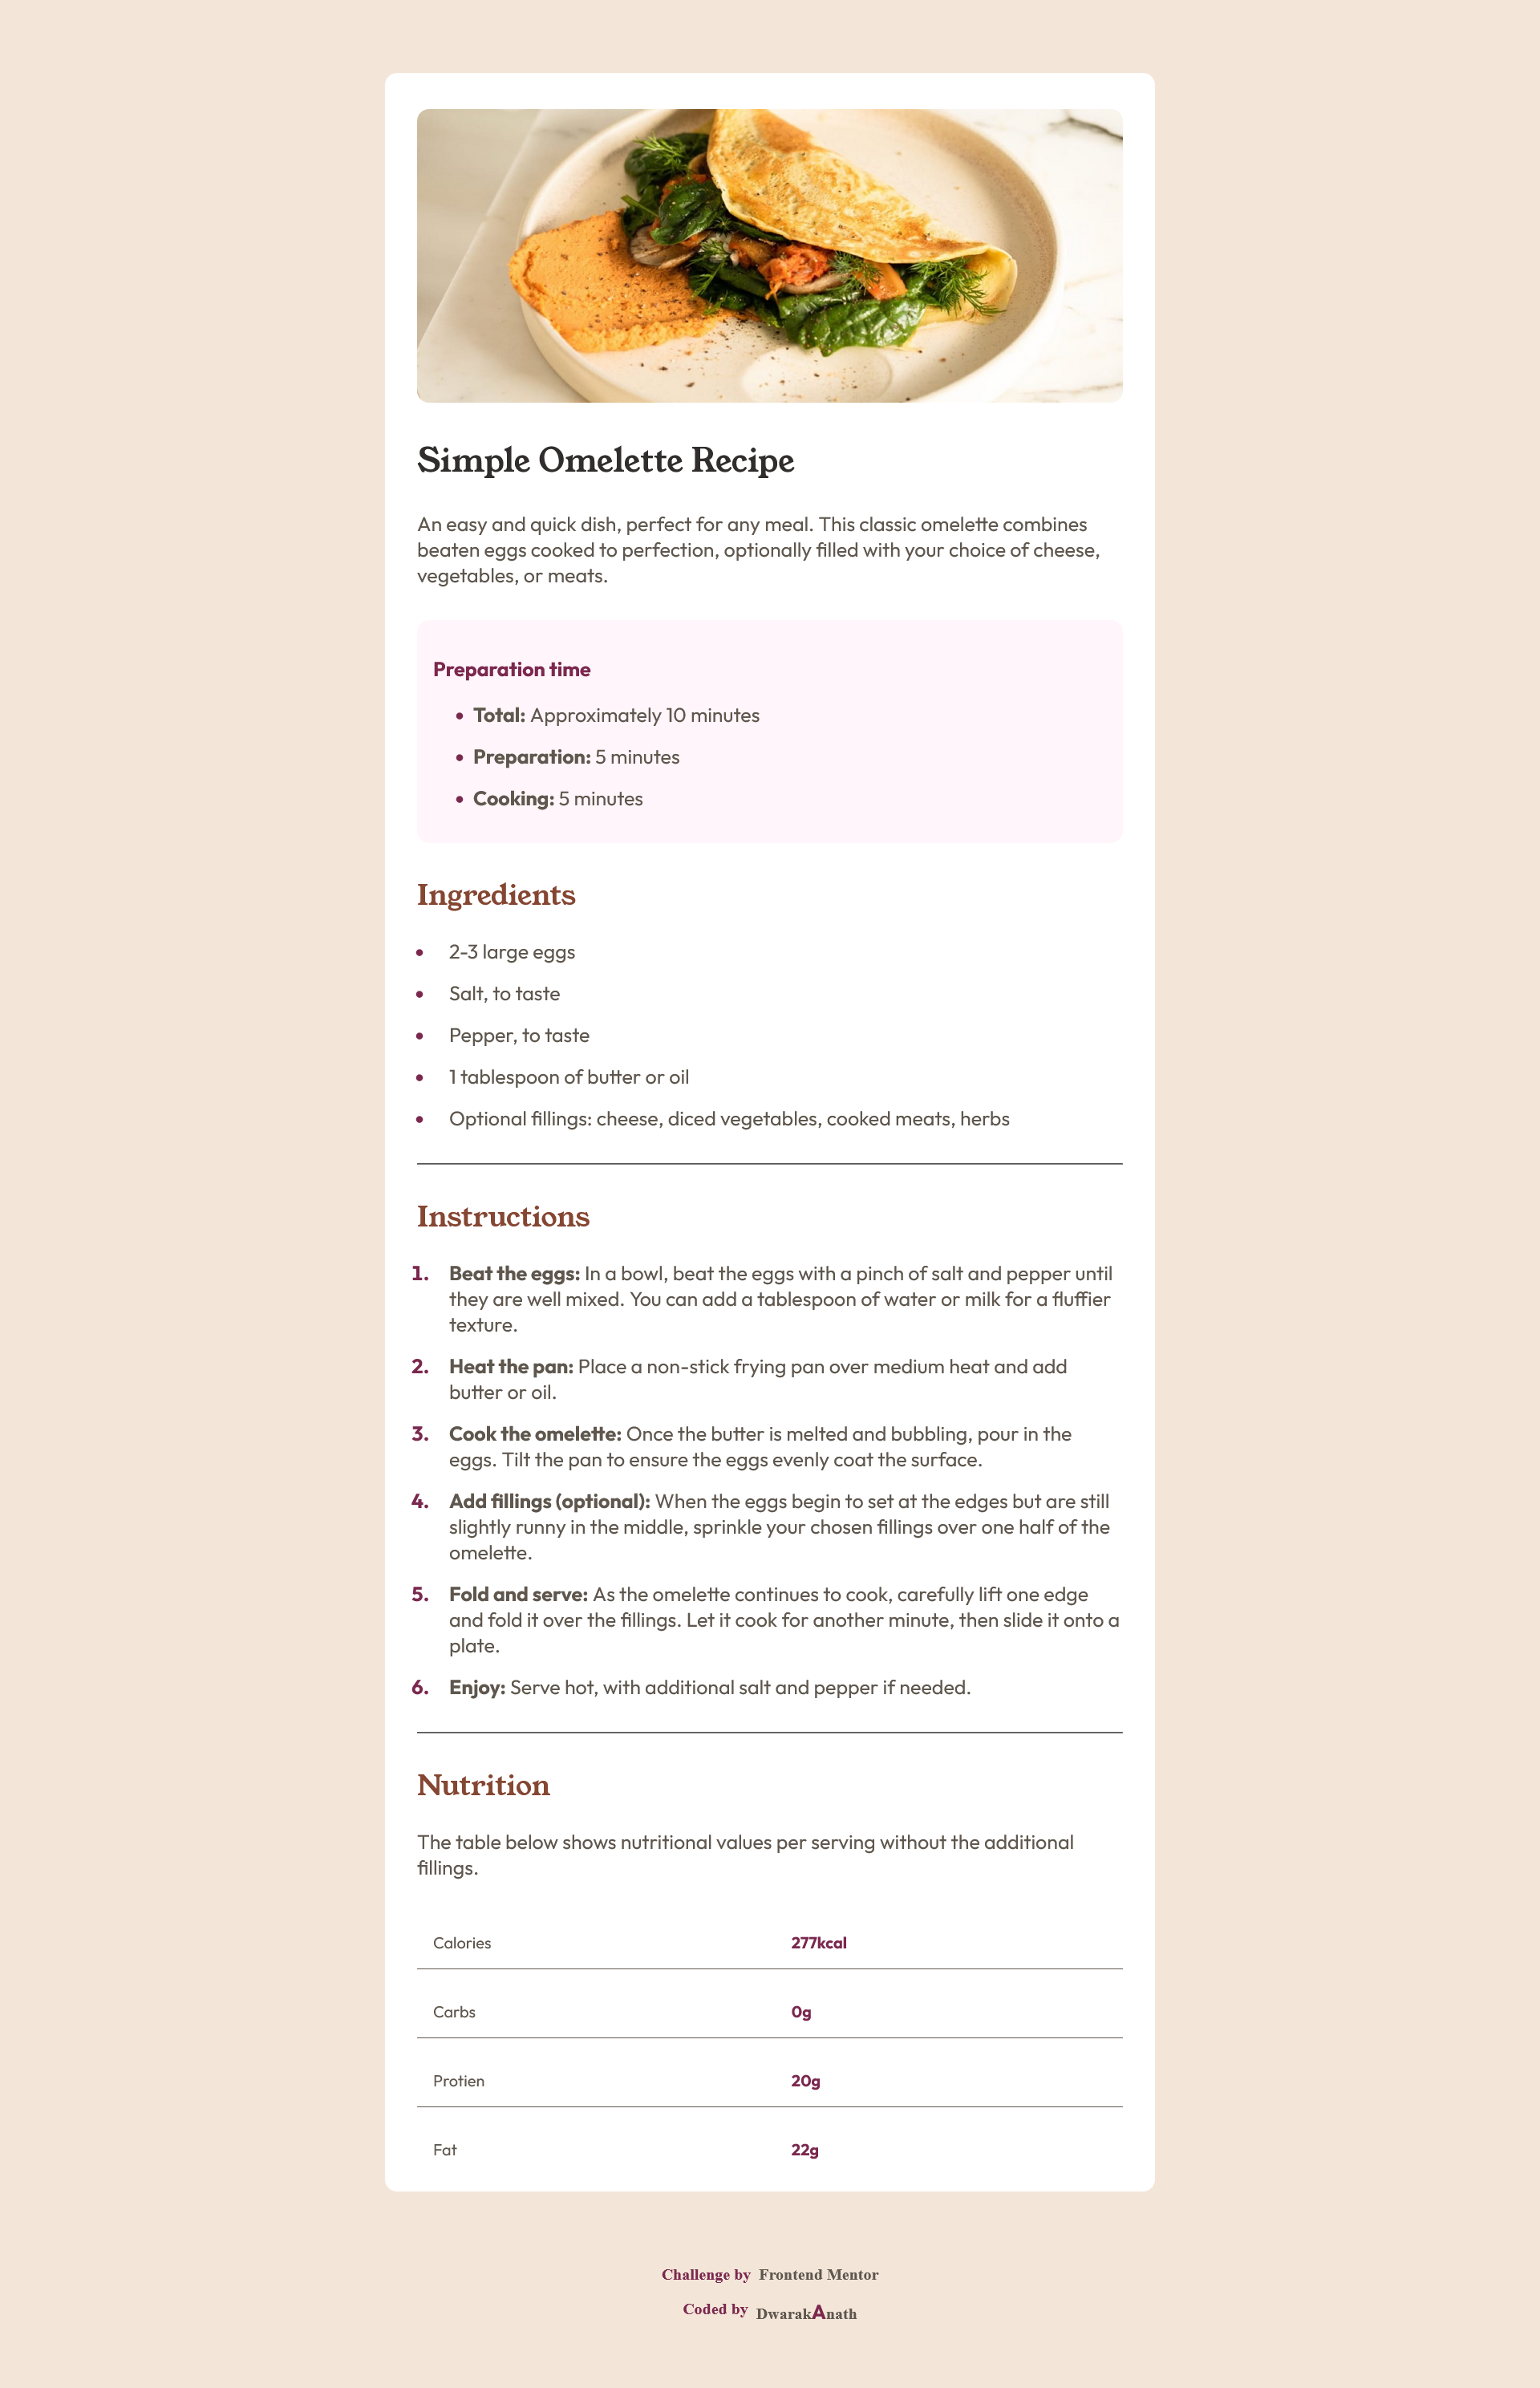 Simple Omelette Recipe
An easy and quick dish, perfect for any meal. This classic omelette combines
beaten eggs cooked to perfection, optionally filled with your choice of cheese,
vegetables, or meats.
Preparation time
• Total: Approximately 10 minutes
• Preparation: 5 minutes
• Cooking: 5 minutes
Ingredients
• 2-3 large eggs
• Salt, to taste
• Pepper, to taste
• 1 tablespoon of butter or oil
• Optional fillings: cheese, diced vegetables, cooked meats, herbs
Instructions
1. Beat the eggs: In a bowl, beat the eggs with a pinch of salt and pepper until
they are well mixed. You can add a tablespoon of water or milk for a fluffier
texture.
2. Heat the pan: Place a non-stick frying pan over medium heat and add
butter or oil.
3. Cook the omelette: Once the butter is melted and bubbling, pour in the
eggs. Tilt the pan to ensure the eggs evenly coat the surface.
4. Add fillings (optional): When the eggs begin to set at the edges but are still
slightly runny in the middle, sprinkle your chosen fillings over one half of the
omelette.
5. Fold and serve: As the omelette continues to cook, carefully lift one edge
and fold it over the fillings. Let it cook for another minute, then slide it onto a
plate.
6. Enjoy: Serve hot, with additional salt and pepper if needed.
Nutrition
The table below shows nutritional values per serving without the additional
fillings.
Calories 277kcal
Carbs 0g
Protien 20g
Fat 22g
Challenge by Frontend Mentor
Coded by DwarakAnath